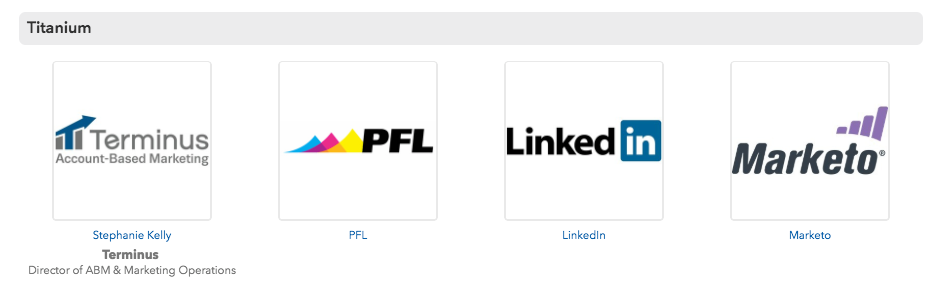 Titanium
Terminus
Account-Based Marketing
PFL
Linked in
Marketo®
Stephanie Kelly
PFL
LinkedIn
Marketo
Terminus
Director of ABM & Marketing Operations